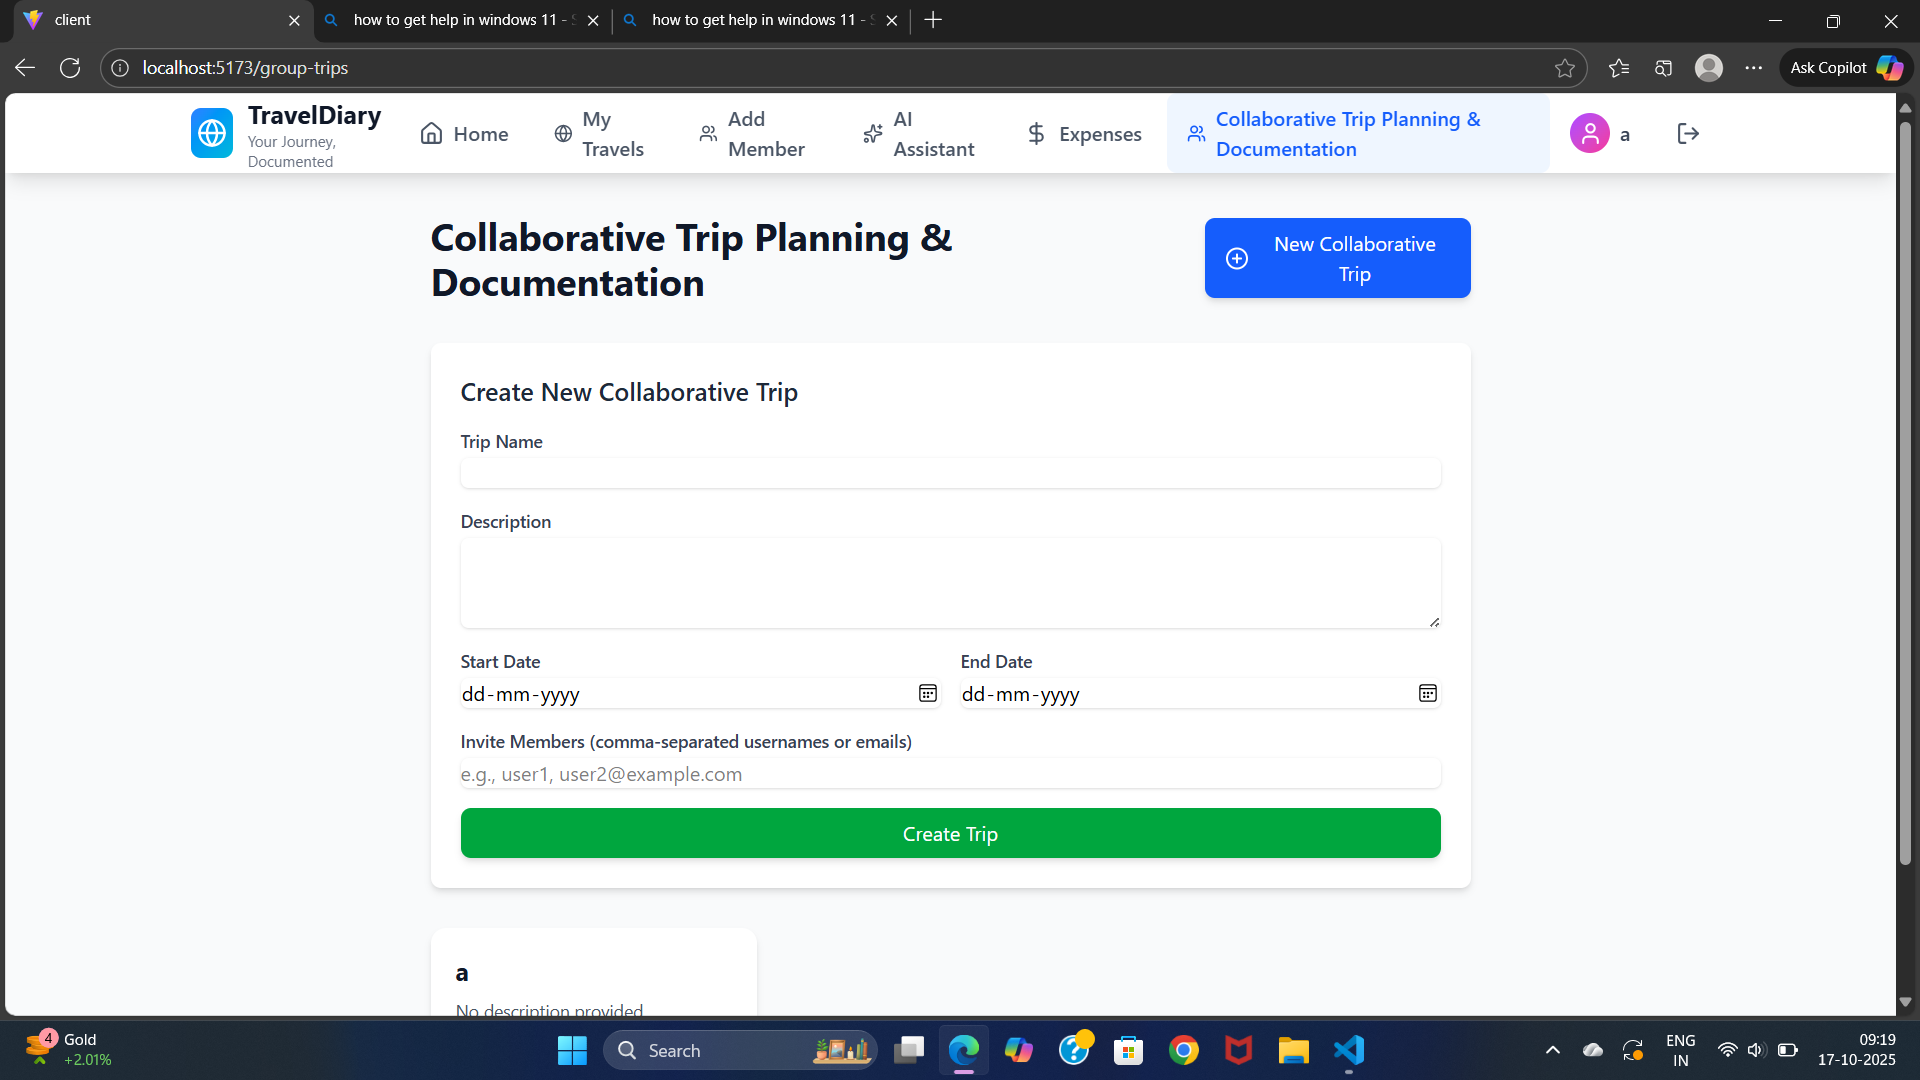 client
how to get help in windows 11 - S
how to get help in windows 11 - S
localhost:5173/group-trips
Ask Copilot
TravelDiary
Your Journey,
Documented
Home
My
Travels
Add
Member
AI
Assistant
Expenses
Collaborative Trip Planning &
Documentation
a
Collaborative Trip Planning &
Documentation
New Collaborative
Trip
Create New Collaborative Trip
Trip Name
Description
Start Date
End Date
dd-mm-yyyy
dd-mm-yyyy
Invite Members (comma-separated usernames or emails)
e.g., user1, user2@example.com
Create Trip
a
No description provided
4
Gold
+2.01%
Search
ENG
IN
09:19
17-10-2025